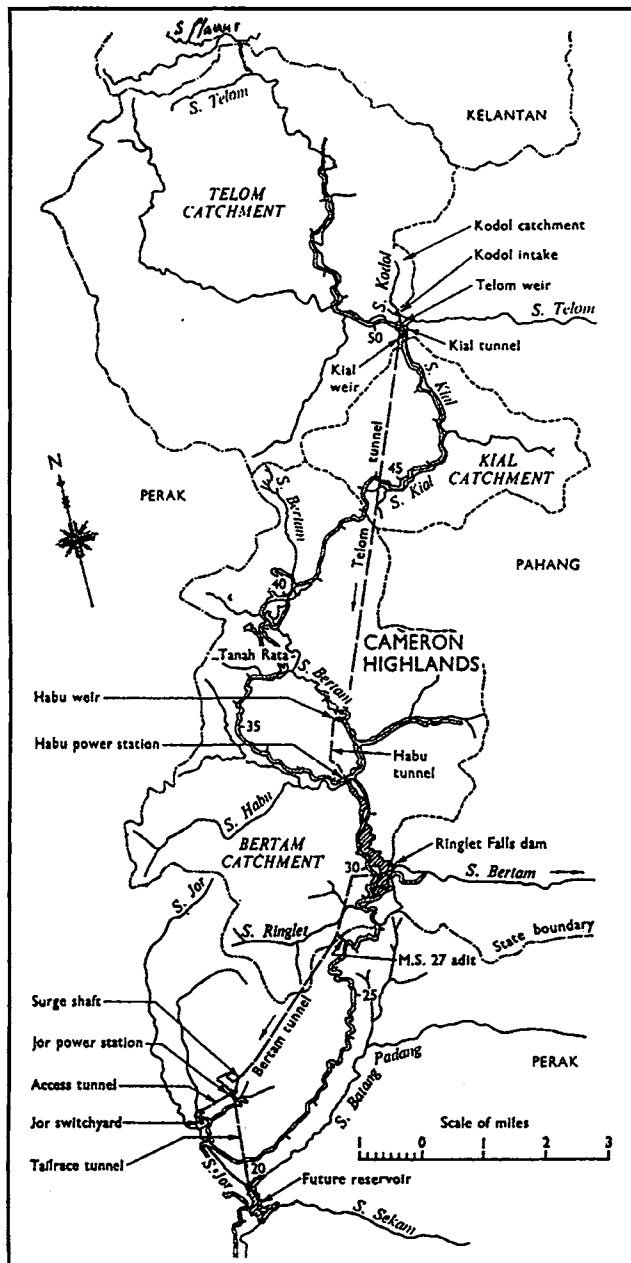 S. Mauur
S. Telom
KELANTAN
TELOM
CATCHMENT
Kodol catchment
Kodol intake
Telom weir
S. Kodol
S. Telom
50
Kial tunnel
Kial
weir
S. Kial
tunnel
45
KIAL
CATCHMENT
S. Kial
N
PERAK
S. Bertam
Telom
PAHANG
40
Tanah Rata
CAMERON
HIGHLANDS
S. Bertam
Habu weir
35
Habu power station
Habu
tunnel
S. Habu
BERTAM
CATCHMENT
Ringlet Falls dam
30
S. Bertam
S. Jor
S. Ringlet
State boundary
M.S. 27 adit
25
Surge shaft
Bertam tunnel
Jor power station
S. Batang Padang
PERAK
Access tunnel
Jor switchyard
Scale of miles
Tailrace tunnel
1 0 1 2 3
20
S. Jor
Future reservoir
S. Sekam